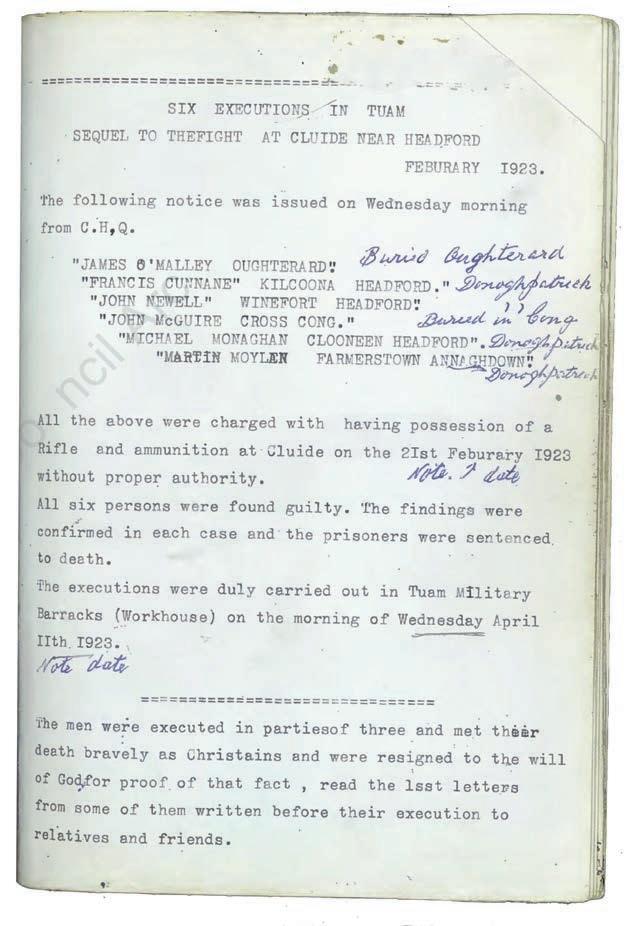 SIX EXECUTIONS IN TUAM
SEQUEL TO THEFIGHT AT CLUIDE NEAR HEADFORD
FEBURARY I923.
The following notice was issued on Wednesday morning
from C.H,Q.
"JAMES O'MALLEY OUGHTERARD" Buried Oughterard
"FRANCIS CUNNANE" KILCOONA HEADFORD." Donoghpatrick
"JOHN NEWELL" WINEFORT HEADFORD" "
"JOHN McGUIRE CROSS CONG." Buried in Cong
"MICHAEL MONAGHAN CLOONEEN HEADFORD". Donoghpatrick
"MARTIN MOYLEN FARMERSTOWN ANNAGHDOWN" Donoghpatrick
All the above were charged with having possession of a
Rifle and ammunition at Cluide on the 2Ist Feburary I923
without proper authority. Note. ↑ date
All six persons were found guilty. The findings were
confirmed in each case and the prisoners were sentenced.
to death.
The executions were duly carried out in Tuam Military
Barracks (Workhouse) on the morning of Wednesday April
IIth I923.
Note date
The men were executed in partiesof three and met their
death bravely as Christains and were resigned to the will
of God,for proof of that fact , read the lsst letters
from some of them written before their execution to
relatives and friends.